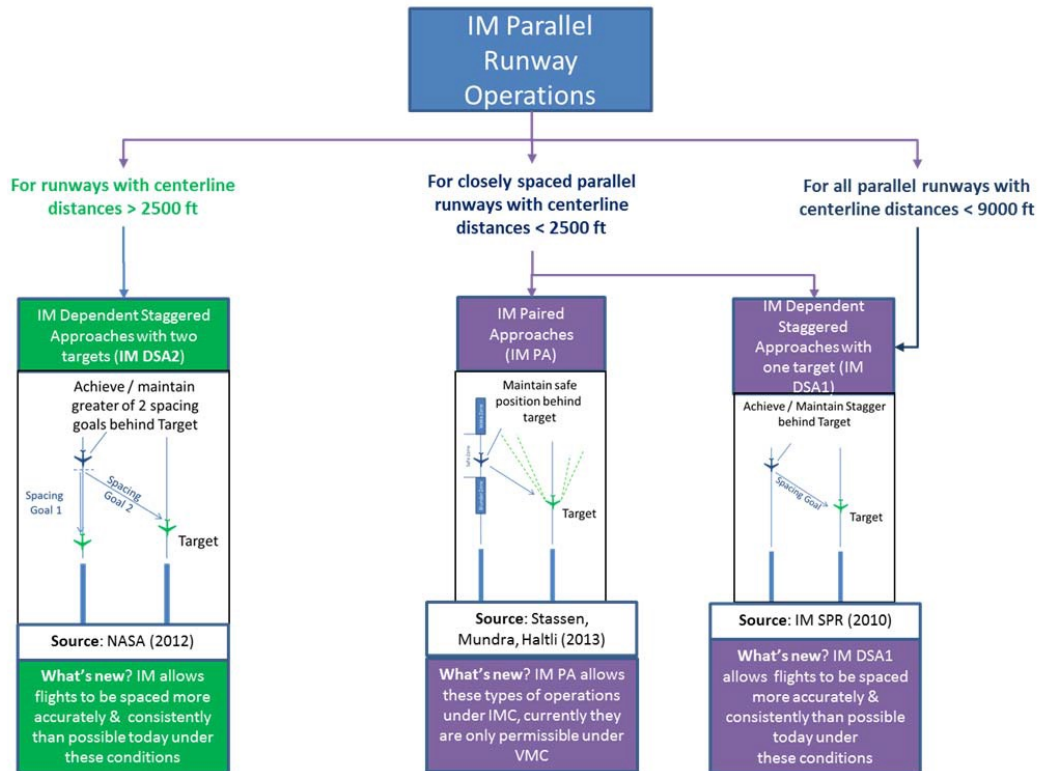 IM Parallel
Runway
Operations
For runways with centerline
distances > 2500 ft
For closely spaced parallel
runways with centerline
distances < 2500 ft
For all parallel runways with
centerline distances < 9000 ft
IM Dependent Staggered
Approaches with two
targets (IM DSA2)
Achieve / maintain
greater of 2 spacing
goals behind Target
Spacing
Goal 1
Spacing
Goal 2
Target
Source: NASA (2012)
What's new? IM allows
flights to be spaced more
accurately & consistently
than possible today under
these conditions
IM Paired
Approaches
(IM PA)
Maintain safe
position behind
target
Safe Zone
Target
Source: Stassen,
Mundra, Haltli (2013)
What's new? IM PA allows
these types of operations
under IMC, currently they
are only permissible under
VMC
IM Dependent
Staggered
Approaches with
one target (IM
DSA1)
Achieve / Maintain Stagger
behind Target
Spacing Goal
Target
Source: IM SPR (2010)
What's new? IM DSA1
allows flights to be spaced
more accurately &
consistently than possible
today under
these conditions